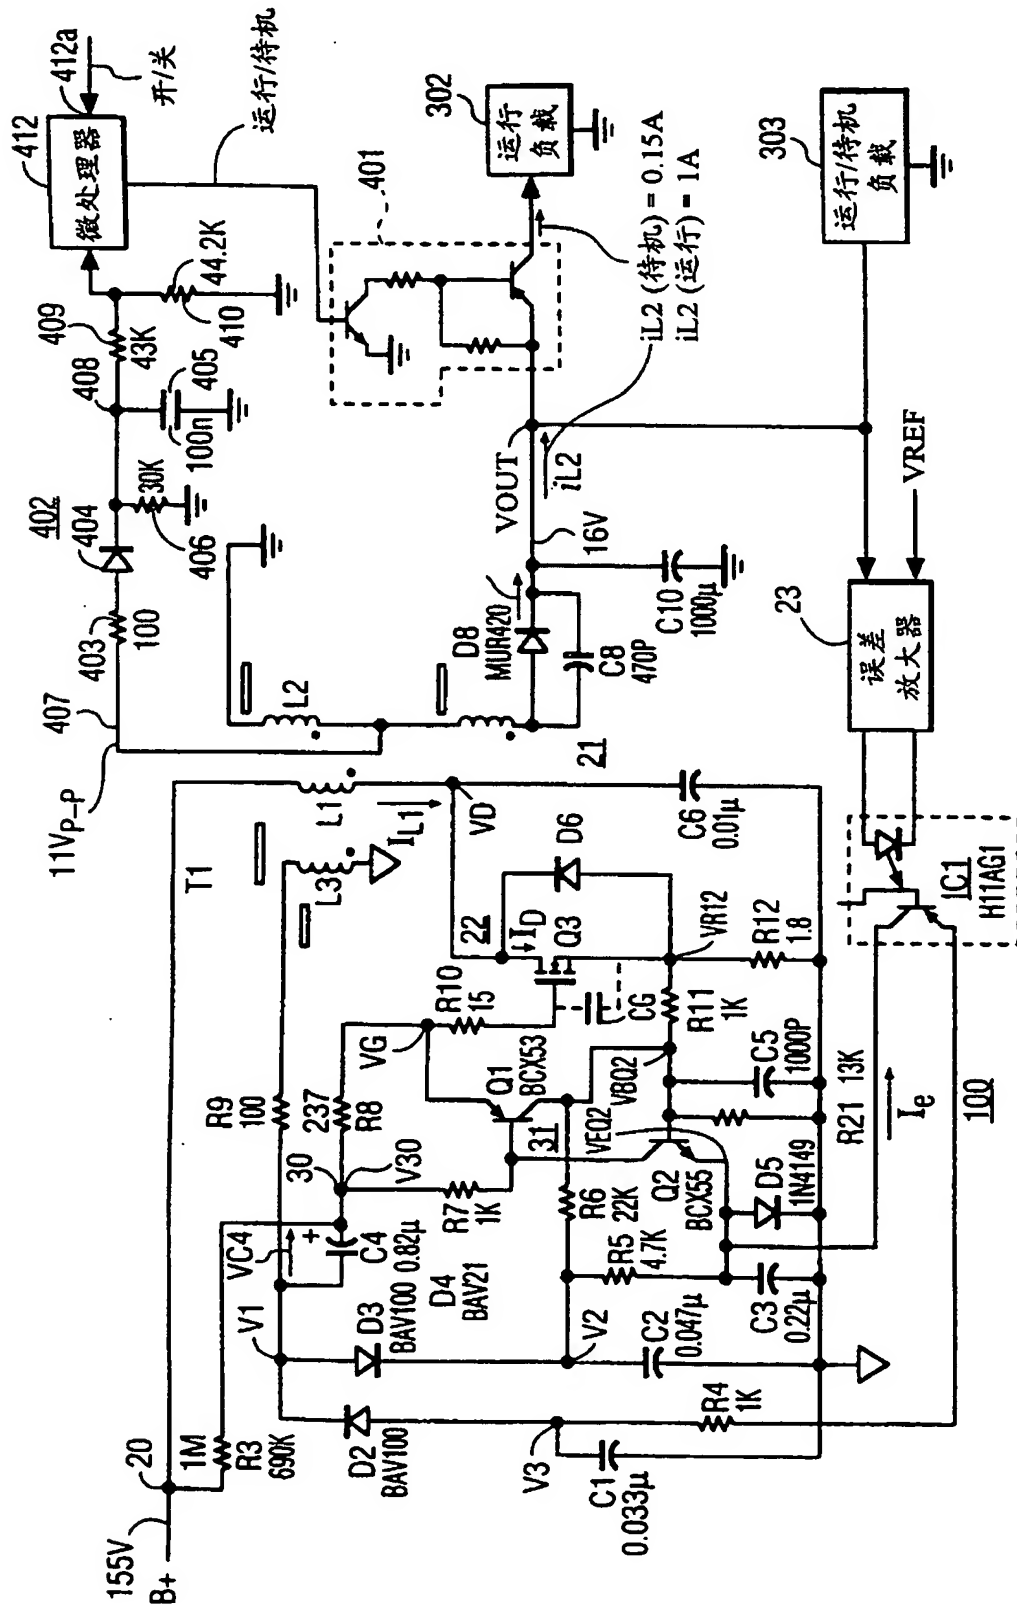 155V
B+
20
1M
R3
690K
V1
VC4
+
C4
0.82μ
30
V30
R9
100
237
R8
VG
R10
15
22
I_D
Q3
D6
VD
T1
L3
L1
I_L1
C6
0.01μ
D2
BAV100
D3
BAV100
D4
BAV21
R7
1K
Q1
BCX53
31
CG
R11
1K
VR12
R12
1.8
V3
C1
0.033μ
R4
1K
V2
C2
0.047μ
R5
4.7K
R6
22K
Q2
BCX55
VEQ2
VBQ2
C3
0.22μ
D5
1N4149
C5
1000P
R21
13K
I_e
100
IC1
H11AG1
11V_P-P
407
403
100
402
404
406
30K
408
100n
405
409
43K
410
44.2K
412
微处理器
412a
开/关
运行/待机
L2
21
D8
MUR420
C8
470P
C10
1000μ
16V
VOUT
iL2
401
302
运行
负载
iL2 (待机) = 0.15A
iL2 (运行) = 1A
23
误差
放大器
VREF
303
运行/待机
负载